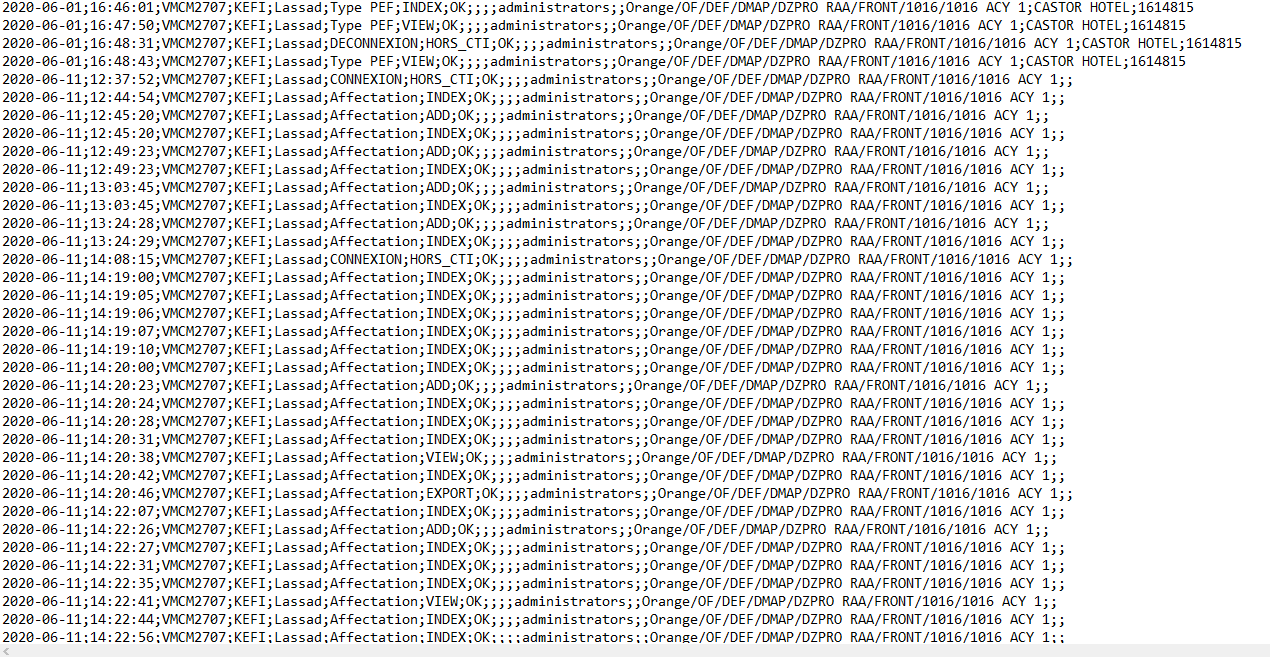 2020-06-01;16:46:01;VMCM2707;KEFI;Lassad;Type PEF;INDEX;OK;;;;administrators;;Orange/OF/DEF/DMAP/DZPRO RAA/FRONT/1016/1016 ACY 1;CASTOR HOTEL;1614815
2020-06-01;16:47:50;VMCM2707;KEFI;Lassad;Type PEF;VIEW;OK;;;;administrators;;Orange/OF/DEF/DMAP/DZPRO RAA/FRONT/1016/1016 ACY 1;CASTOR HOTEL;1614815
2020-06-01;16:48:31;VMCM2707;KEFI;Lassad;DECONNEXION;HORS_CTI;OK;;;;administrators;;Orange/OF/DEF/DMAP/DZPRO RAA/FRONT/1016/1016 ACY 1;CASTOR HOTEL;1614815
2020-06-01;16:48:43;VMCM2707;KEFI;Lassad;Type PEF;VIEW;OK;;;;administrators;;Orange/OF/DEF/DMAP/DZPRO RAA/FRONT/1016/1016 ACY 1;CASTOR HOTEL;1614815
2020-06-11;12:37:52;VMCM2707;KEFI;Lassad;CONNEXION;HORS_CTI;OK;;;;administrators;;Orange/OF/DEF/DMAP/DZPRO RAA/FRONT/1016/1016 ACY 1;;
2020-06-11;12:44:54;VMCM2707;KEFI;Lassad;Affectation;INDEX;OK;;;;administrators;;Orange/OF/DEF/DMAP/DZPRO RAA/FRONT/1016/1016 ACY 1;;
2020-06-11;12:45:20;VMCM2707;KEFI;Lassad;Affectation;ADD;OK;;;;administrators;;Orange/OF/DEF/DMAP/DZPRO RAA/FRONT/1016/1016 ACY 1;;
2020-06-11;12:45:20;VMCM2707;KEFI;Lassad;Affectation;INDEX;OK;;;;administrators;;Orange/OF/DEF/DMAP/DZPRO RAA/FRONT/1016/1016 ACY 1;;
2020-06-11;12:49:23;VMCM2707;KEFI;Lassad;Affectation;ADD;OK;;;;administrators;;Orange/OF/DEF/DMAP/DZPRO RAA/FRONT/1016/1016 ACY 1;;
2020-06-11;12:49:23;VMCM2707;KEFI;Lassad;Affectation;INDEX;OK;;;;administrators;;Orange/OF/DEF/DMAP/DZPRO RAA/FRONT/1016/1016 ACY 1;;
2020-06-11;13:03:45;VMCM2707;KEFI;Lassad;Affectation;ADD;OK;;;;administrators;;Orange/OF/DEF/DMAP/DZPRO RAA/FRONT/1016/1016 ACY 1;;
2020-06-11;13:03:45;VMCM2707;KEFI;Lassad;Affectation;INDEX;OK;;;;administrators;;Orange/OF/DEF/DMAP/DZPRO RAA/FRONT/1016/1016 ACY 1;;
2020-06-11;13:24:28;VMCM2707;KEFI;Lassad;Affectation;ADD;OK;;;;administrators;;Orange/OF/DEF/DMAP/DZPRO RAA/FRONT/1016/1016 ACY 1;;
2020-06-11;13:24:29;VMCM2707;KEFI;Lassad;Affectation;INDEX;OK;;;;administrators;;Orange/OF/DEF/DMAP/DZPRO RAA/FRONT/1016/1016 ACY 1;;
2020-06-11;14:08:15;VMCM2707;KEFI;Lassad;CONNEXION;HORS_CTI;OK;;;;administrators;;Orange/OF/DEF/DMAP/DZPRO RAA/FRONT/1016/1016 ACY 1;;
2020-06-11;14:19:00;VMCM2707;KEFI;Lassad;Affectation;INDEX;OK;;;;administrators;;Orange/OF/DEF/DMAP/DZPRO RAA/FRONT/1016/1016 ACY 1;;
2020-06-11;14:19:05;VMCM2707;KEFI;Lassad;Affectation;INDEX;OK;;;;administrators;;Orange/OF/DEF/DMAP/DZPRO RAA/FRONT/1016/1016 ACY 1;;
2020-06-11;14:19:06;VMCM2707;KEFI;Lassad;Affectation;INDEX;OK;;;;administrators;;Orange/OF/DEF/DMAP/DZPRO RAA/FRONT/1016/1016 ACY 1;;
2020-06-11;14:19:07;VMCM2707;KEFI;Lassad;Affectation;INDEX;OK;;;;administrators;;Orange/OF/DEF/DMAP/DZPRO RAA/FRONT/1016/1016 ACY 1;;
2020-06-11;14:19:10;VMCM2707;KEFI;Lassad;Affectation;INDEX;OK;;;;administrators;;Orange/OF/DEF/DMAP/DZPRO RAA/FRONT/1016/1016 ACY 1;;
2020-06-11;14:20:00;VMCM2707;KEFI;Lassad;Affectation;INDEX;OK;;;;administrators;;Orange/OF/DEF/DMAP/DZPRO RAA/FRONT/1016/1016 ACY 1;;
2020-06-11;14:20:23;VMCM2707;KEFI;Lassad;Affectation;ADD;OK;;;;administrators;;Orange/OF/DEF/DMAP/DZPRO RAA/FRONT/1016/1016 ACY 1;;
2020-06-11;14:20:24;VMCM2707;KEFI;Lassad;Affectation;INDEX;OK;;;;administrators;;Orange/OF/DEF/DMAP/DZPRO RAA/FRONT/1016/1016 ACY 1;;
2020-06-11;14:20:28;VMCM2707;KEFI;Lassad;Affectation;INDEX;OK;;;;administrators;;Orange/OF/DEF/DMAP/DZPRO RAA/FRONT/1016/1016 ACY 1;;
2020-06-11;14:20:31;VMCM2707;KEFI;Lassad;Affectation;INDEX;OK;;;;administrators;;Orange/OF/DEF/DMAP/DZPRO RAA/FRONT/1016/1016 ACY 1;;
2020-06-11;14:20:38;VMCM2707;KEFI;Lassad;Affectation;VIEW;OK;;;;administrators;;Orange/OF/DEF/DMAP/DZPRO RAA/FRONT/1016/1016 ACY 1;;
2020-06-11;14:20:42;VMCM2707;KEFI;Lassad;Affectation;INDEX;OK;;;;administrators;;Orange/OF/DEF/DMAP/DZPRO RAA/FRONT/1016/1016 ACY 1;;
2020-06-11;14:20:46;VMCM2707;KEFI;Lassad;Affectation;EXPORT;OK;;;;administrators;;Orange/OF/DEF/DMAP/DZPRO RAA/FRONT/1016/1016 ACY 1;;
2020-06-11;14:22:07;VMCM2707;KEFI;Lassad;Affectation;INDEX;OK;;;;administrators;;Orange/OF/DEF/DMAP/DZPRO RAA/FRONT/1016/1016 ACY 1;;
2020-06-11;14:22:26;VMCM2707;KEFI;Lassad;Affectation;ADD;OK;;;;administrators;;Orange/OF/DEF/DMAP/DZPRO RAA/FRONT/1016/1016 ACY 1;;
2020-06-11;14:22:27;VMCM2707;KEFI;Lassad;Affectation;INDEX;OK;;;;administrators;;Orange/OF/DEF/DMAP/DZPRO RAA/FRONT/1016/1016 ACY 1;;
2020-06-11;14:22:31;VMCM2707;KEFI;Lassad;Affectation;INDEX;OK;;;;administrators;;Orange/OF/DEF/DMAP/DZPRO RAA/FRONT/1016/1016 ACY 1;;
2020-06-11;14:22:35;VMCM2707;KEFI;Lassad;Affectation;INDEX;OK;;;;administrators;;Orange/OF/DEF/DMAP/DZPRO RAA/FRONT/1016/1016 ACY 1;;
2020-06-11;14:22:41;VMCM2707;KEFI;Lassad;Affectation;VIEW;OK;;;;administrators;;Orange/OF/DEF/DMAP/DZPRO RAA/FRONT/1016/1016 ACY 1;;
2020-06-11;14:22:44;VMCM2707;KEFI;Lassad;Affectation;INDEX;OK;;;;administrators;;Orange/OF/DEF/DMAP/DZPRO RAA/FRONT/1016/1016 ACY 1;;
2020-06-11;14:22:56;VMCM2707;KEFI;Lassad;Affectation;INDEX;OK;;;;administrators;;Orange/OF/DEF/DMAP/DZPRO RAA/FRONT/1016/1016 ACY 1;;